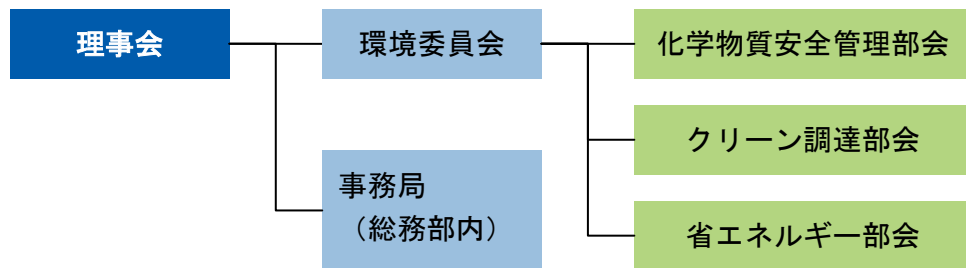 理事会
環境委員会
事務局
（総務部内）
化学物質安全管理部会
クリーン調達部会
省エネルギー部会